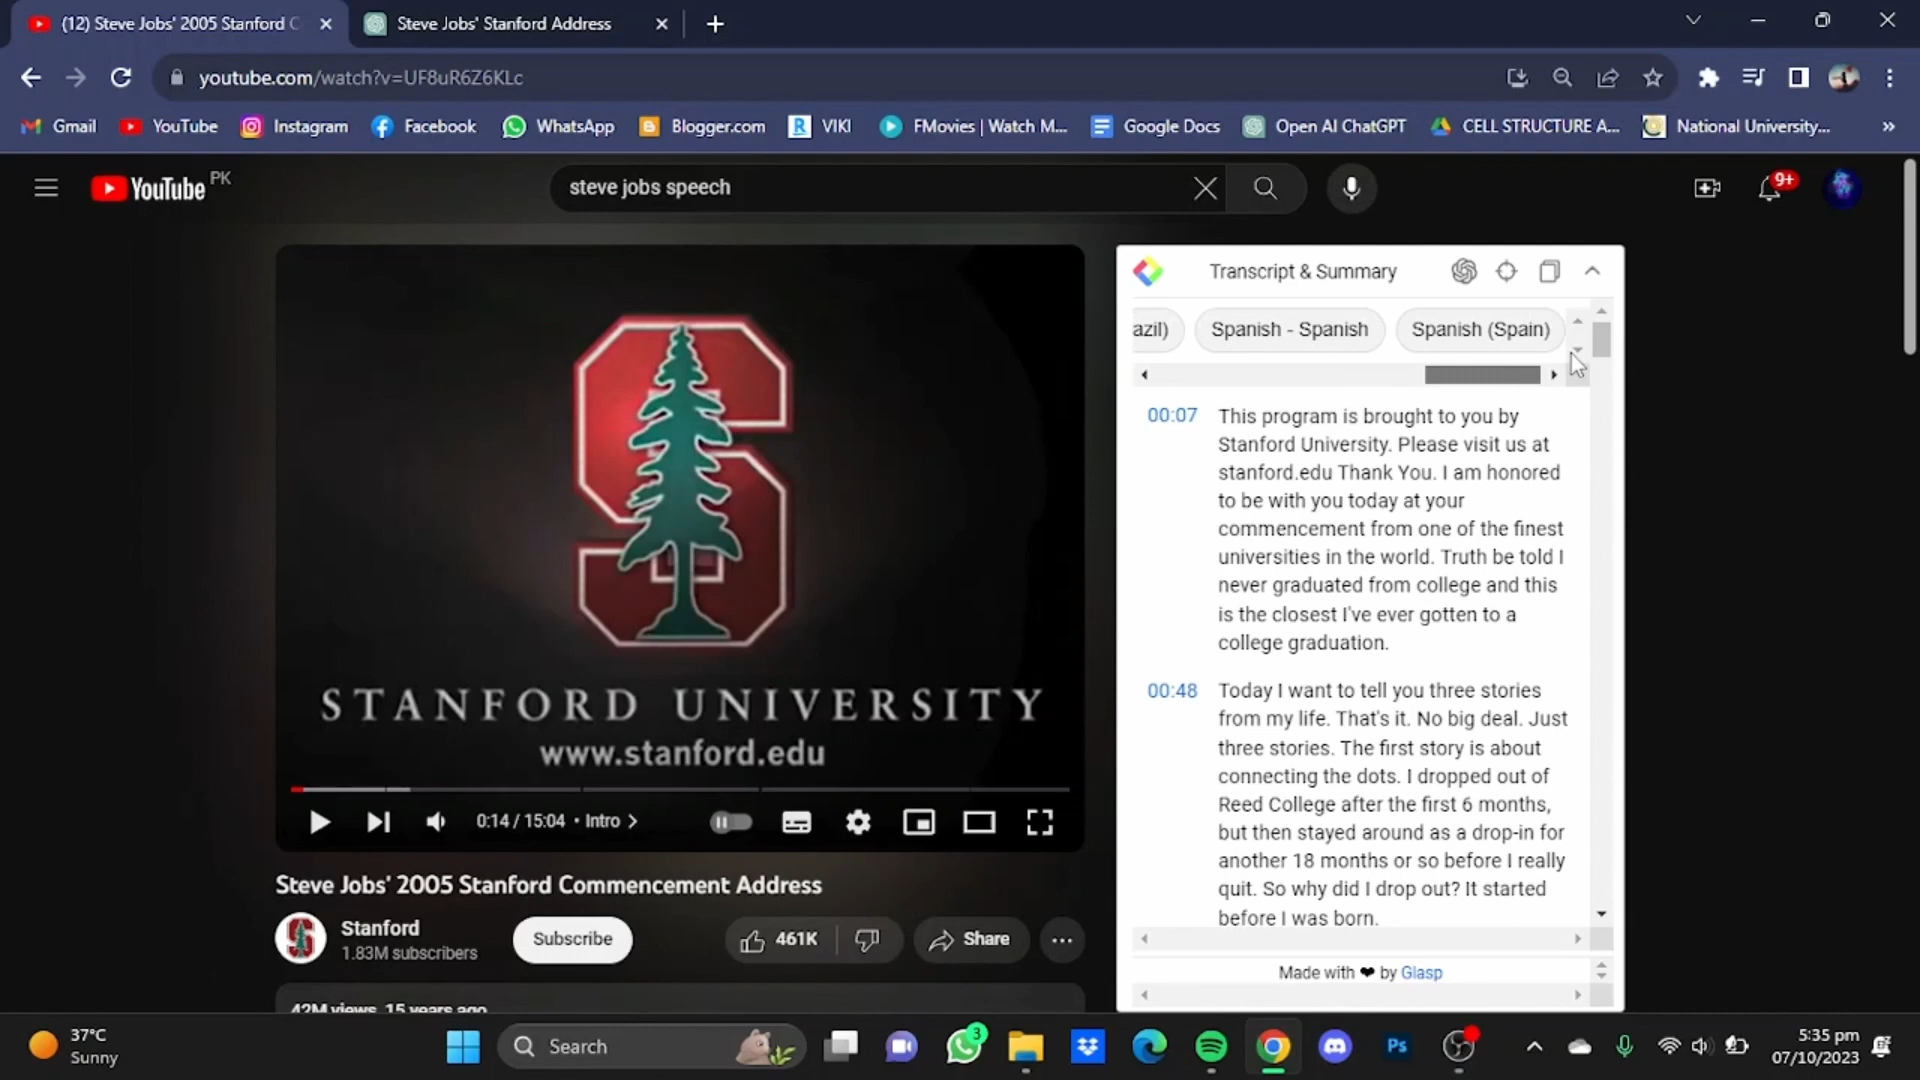 (12) Steve Jobs' 2005 Stanford C
Steve Jobs' Stanford Address
youtube.com/watch?v=UF8uR6Z6KLc
Gmail
YouTube
Instagram
Facebook
WhatsApp
Blogger.com
VIKI
FMovies | Watch M...
Google Docs
Open AI ChatGPT
CELL STRUCTURE A...
National University...
YouTube PK
steve jobs speech
9+
STANFORD UNIVERSITY
www.stanford.edu
0:14 / 15:04 • Intro
Steve Jobs' 2005 Stanford Commencement Address
Stanford
1.83M subscribers
Subscribe
461K
Share
42M views 15 years ago
Transcript & Summary
azil)
Spanish - Spanish
Spanish (Spain)
00:07
This program is brought to you by
Stanford University. Please visit us at
stanford.edu Thank You. I am honored
to be with you today at your
commencement from one of the finest
universities in the world. Truth be told I
never graduated from college and this
is the closest I've ever gotten to a
college graduation.
00:48
Today I want to tell you three stories
from my life. That's it. No big deal. Just
three stories. The first story is about
connecting the dots. I dropped out of
Reed College after the first 6 months,
but then stayed around as a drop-in for
another 18 months or so before I really
quit. So why did I drop out? It started
before I was born.
Made with ❤ by Glasp
37°C
Sunny
Search
3
Ps
5:35 pm
07/10/2023